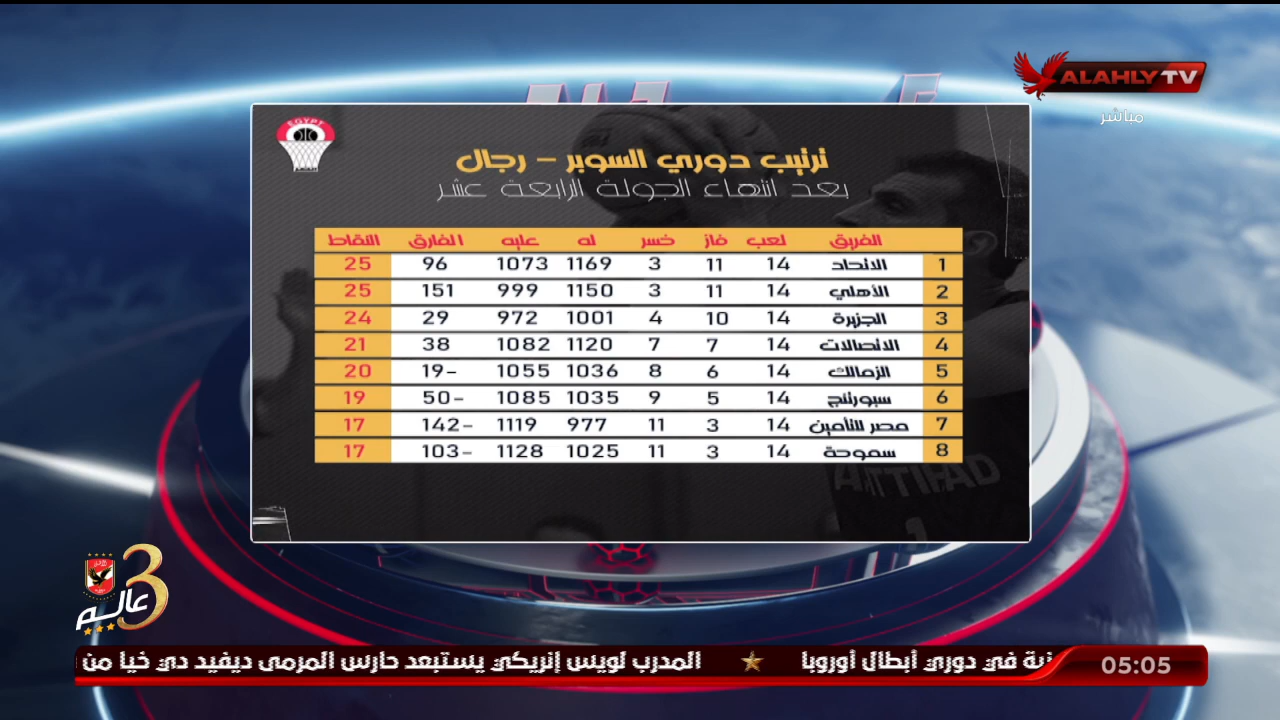 ALAHLY TV
مباشر
EGYPT
ترتيب دوري السوبر - رجال
بعد انتهاء الجولة الرابعة عشر
الفريق لعب فاز خسر له عليه الفارق النقاط
1 الاتحاد 14 11 3 1169 1073 96 25
2 الأهلي 14 11 3 1150 999 151 25
3 الجزيرة 14 10 4 1001 972 29 24
4 الاتصالات 14 7 7 1120 1082 38 21
5 الزمالك 14 6 8 1036 1055 19- 20
6 سبورتنج 14 5 9 1035 1085 50- 19
7 مصر للتأمين 14 3 11 977 1119 142- 17
8 سموحة 14 3 11 1025 1128 103- 17
ATTIFAD
1
3 عالم
05:05
في دوري أبطال أوروبا ★ المدرب لويس إنريكي يستبعد حارس المرمى ديفيد دي خيا من